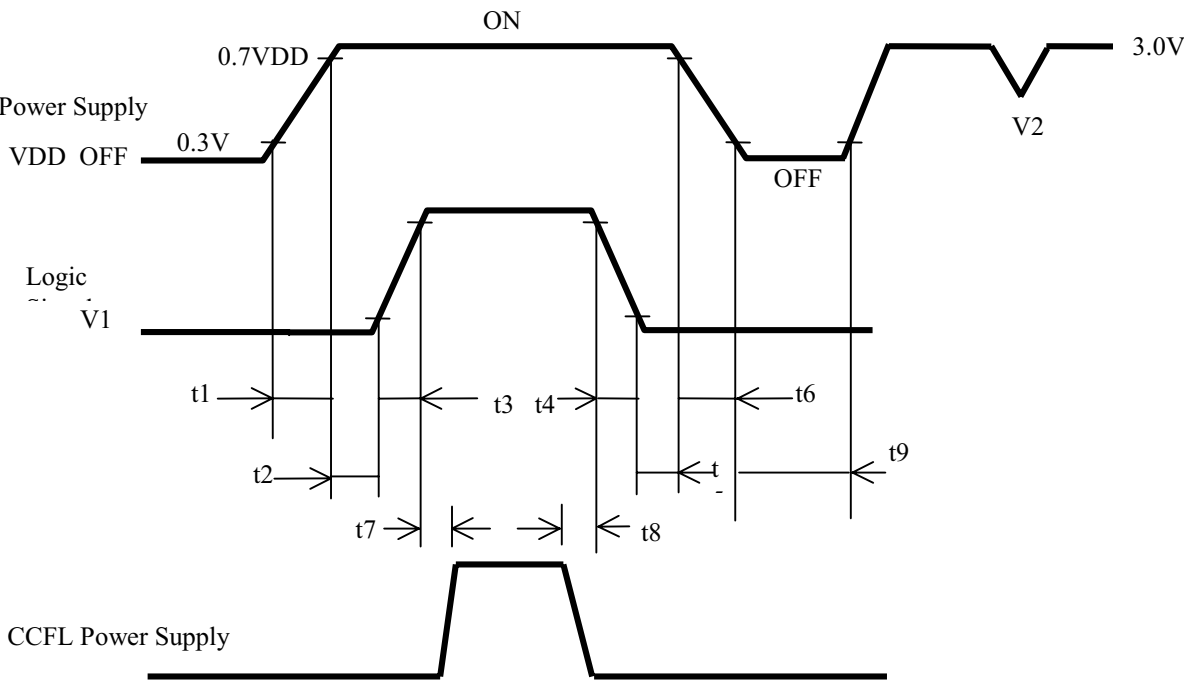 ON
3.0V
0.7VDD
Power Supply
V2
0.3V
VDD OFF
OFF
Logic
V1
t1
t3
t4
t6
t9
t2
t
t7
t8
CCFL Power Supply